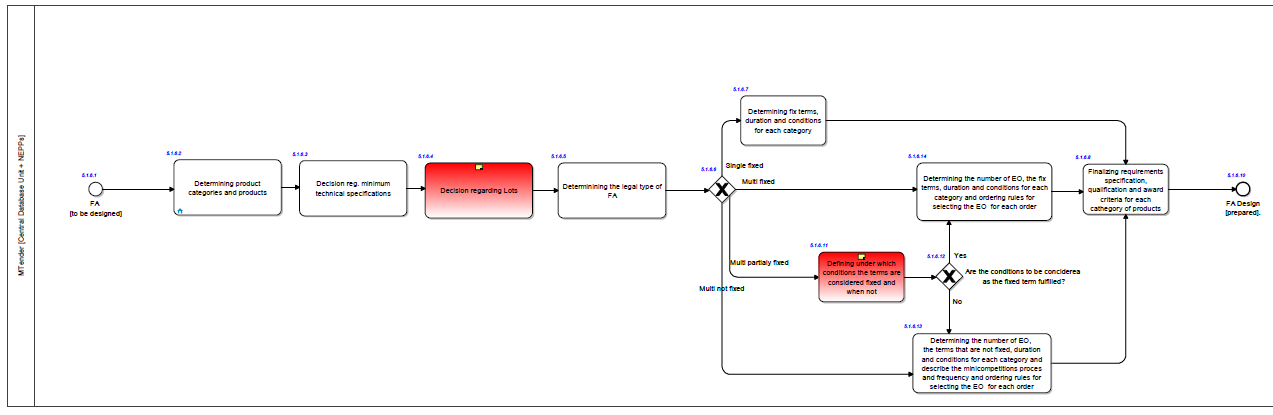 MTender [Central Database Unit + NEPPs]
5.1.6.1
FA
[to be designed]
5.1.6.2
Determining product
categories and products
5.1.6.3
Decision reg. minimum
technical specifications
5.1.6.4
Decision regarding Lots
5.1.6.5
Determining the legal type of
FA
5.1.6.6
Single fixed
Multi fixed
Multi partialy fixed
Multi not fixed
5.1.6.7
Determining fix terms,
duration and conditions
for each category
5.1.6.14
Determining the number of EO, the fix
terms, duration and conditions for each
category and ordering rules for
selecting the EO for each order
5.1.6.11
Defining under which
conditions the terms are
considered fixed and
when not
5.1.6.12
Yes
Are the conditions to be conciderea
as the fixed term fulfilled?
No
5.1.6.13
Determining the number of EO,
the terms that are not fixed, duration
and conditions for each category and
describe the minicompetitions proces
and frequency and ordering rules for
selecting the EO for each order
5.1.6.8
Finalizing requirements
specification,
qualification and award
criteria for each
cathegory of products
5.1.6.10
FA Design
[prepared].